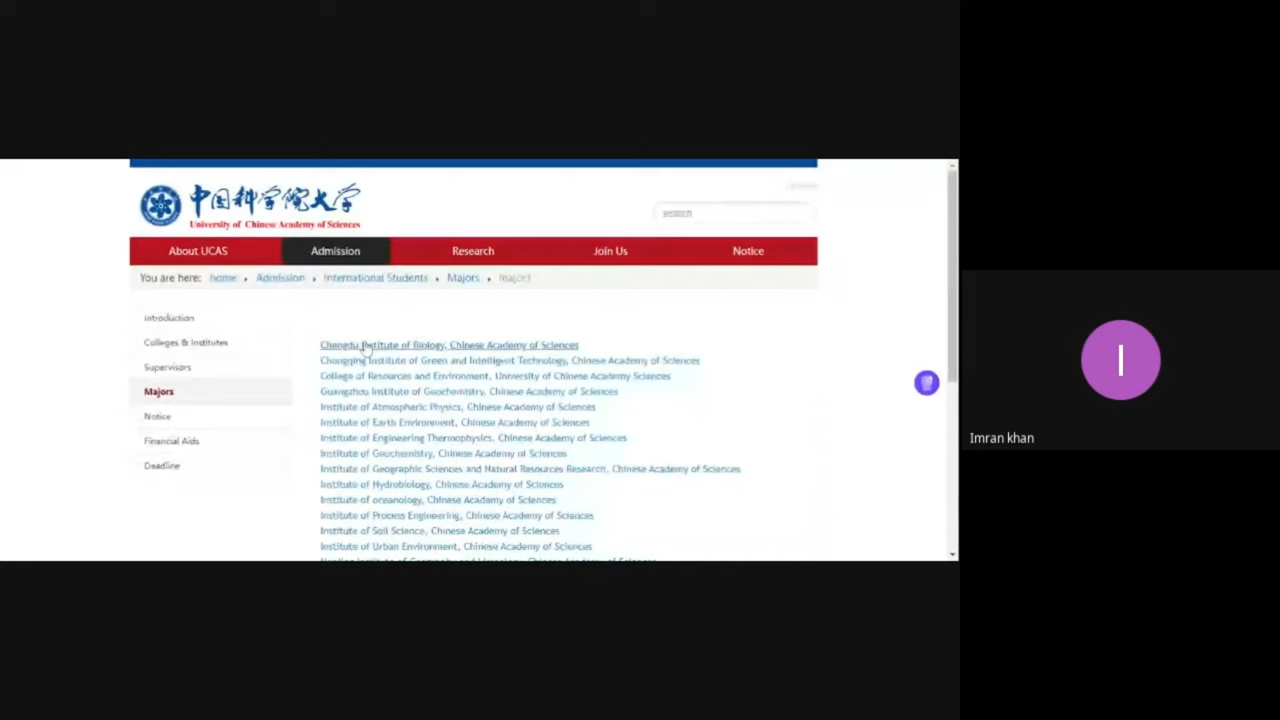 中国科学院大学
University of Chinese Academy of Sciences
search
About UCAS
Admission
Research
Join Us
Notice
You are here: home Admission International Students Majors major1
Introduction
Colleges & Institutes
Supervisors
Majors
Notice
Financial Aids
Deadline
Chengdu Institute of Biology, Chinese Academy of Sciences
Chongqing Institute of Green and Intelligent Technology, Chinese Academy of Sciences
College of Resources and Environment, University of Chinese Academy Sciences
Guangzhou Institute of Geochemistry, Chinese Academy of Sciences
Institute of Atmospheric Physics, Chinese Academy of Sciences
Institute of Earth Environment, Chinese Academy of Sciences
Institute of Engineering Thermophysics, Chinese Academy of Sciences
Institute of Geochemistry, Chinese Academy of Sciences
Institute of Geographic Sciences and Natural Resources Research, Chinese Academy of Sciences
Institute of Hydrobiology, Chinese Academy of Sciences
Institute of oceanology, Chinese Academy of Sciences
Institute of Process Engineering, Chinese Academy of Sciences
Institute of Soil Science, Chinese Academy of Sciences
Institute of Urban Environment, Chinese Academy of Sciences
I
Imran khan